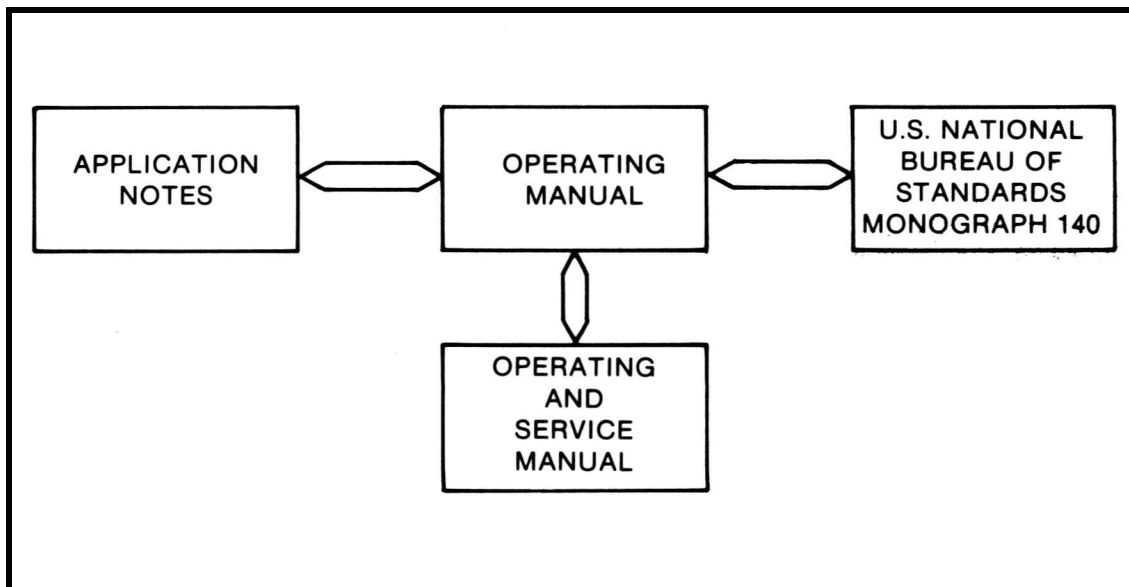 APPLICATION
NOTES
OPERATING
MANUAL
U.S. NATIONAL
BUREAU OF
STANDARDS
MONOGRAPH 140
OPERATING
AND
SERVICE
MANUAL